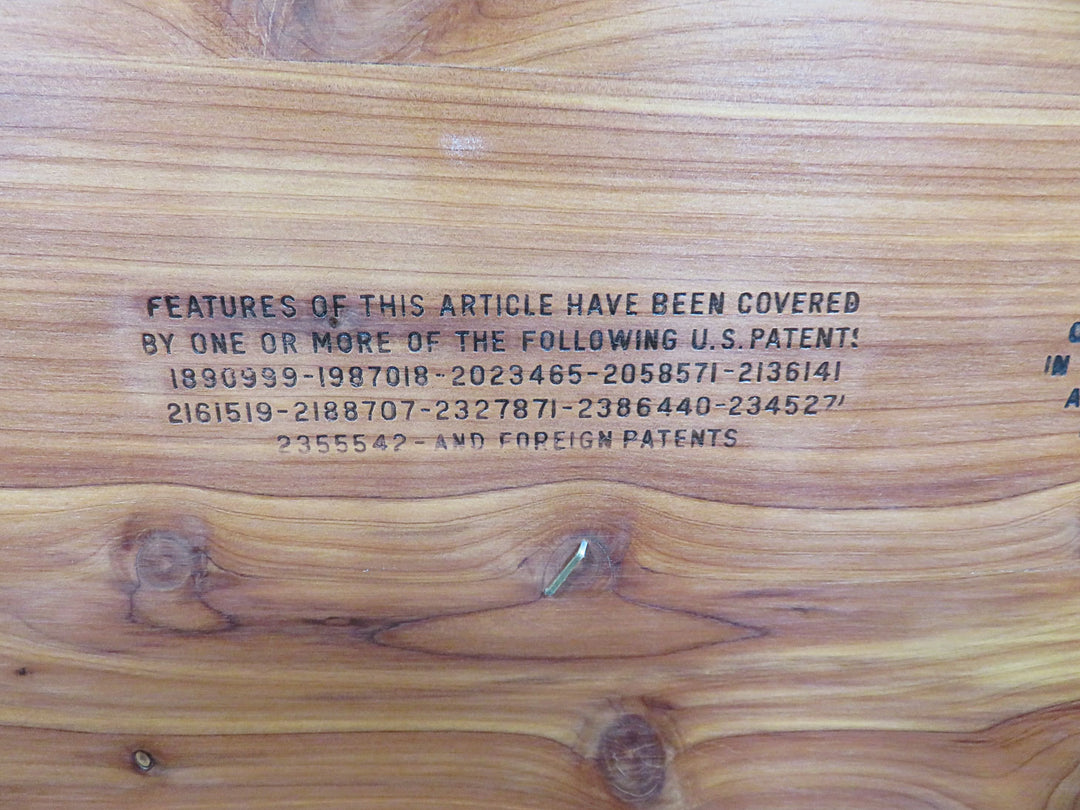 FEATURES OF THIS ARTICLE HAVE BEEN COVERED
BY ONE OR MORE OF THE FOLLOWING U.S. PATENTS
1890999-1987018-2023465-2058571-2136141
2161519-2188707-2327871-2386440-2345271
2355542-AND FOREIGN PATENTS
IN